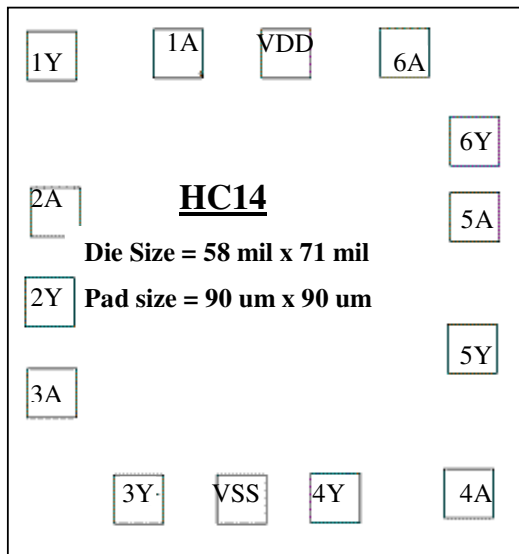 1Y 1A VDD 6A
6Y
2A HC14 5A
Die Size = 58 mil x 71 mil
2Y Pad size = 90 um x 90 um
5Y
3A
3Y VSS 4Y 4A